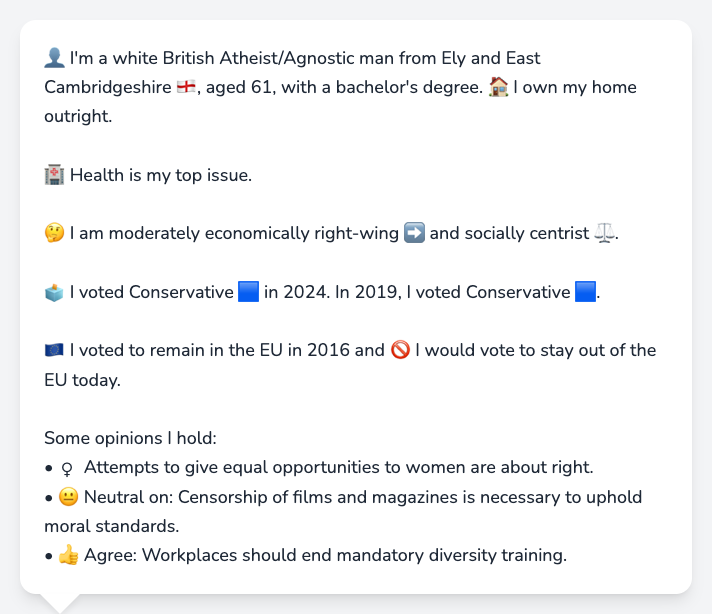 👤 I'm a white British Atheist/Agnostic man from Ely and East
Cambridgeshire 🏴󠁧󠁢󠁥󠁮󠁧󠁿, aged 61, with a bachelor's degree. 🏠 I own my home
outright.
🏥 Health is my top issue.
🤔 I am moderately economically right-wing ➡️ and socially centrist ⚖️.
🗳️ I voted Conservative 🟦 in 2024. In 2019, I voted Conservative 🟦.
🇪🇺 I voted to remain in the EU in 2016 and 🚫 I would vote to stay out of the
EU today.
Some opinions I hold:
• ♀ Attempts to give equal opportunities to women are about right.
• 😐 Neutral on: Censorship of films and magazines is necessary to uphold
moral standards.
• 👍 Agree: Workplaces should end mandatory diversity training.